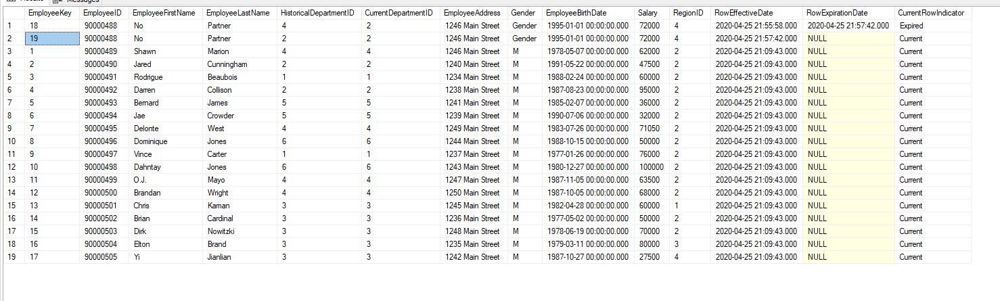 Messages
EmployeeKey EmployeeID EmployeeFirstName EmployeeLastName HistoricalDepartmentID CurrentDepartmentID EmployeeAddress Gender EmployeeBirthDate Salary RegionID RowEffectiveDate RowExpirationDate CurrentRowIndicator
1 18 90000488 No Partner 4 2 1246 Main Street Gender 1995-01-01 00:00:00.000 72000 4 2020-04-25 21:55:58.000 2020-04-25 21:57:42.000 Expired
2 19 90000488 No Partner 2 2 1246 Main Street Gender 1995-01-01 00:00:00.000 72000 4 2020-04-25 21:57:42.000 NULL Current
3 1 90000489 Shawn Marion 4 4 1246 Main Street M 1978-05-07 00:00:00.000 62000 2 2020-04-25 21:09:43.000 NULL Current
4 2 90000490 Jared Cunningham 2 2 1240 Main Street M 1991-05-22 00:00:00.000 47500 2 2020-04-25 21:09:43.000 NULL Current
5 3 90000491 Rodrigue Beaubois 1 1 1234 Main Street M 1988-02-24 00:00:00.000 60000 2 2020-04-25 21:09:43.000 NULL Current
6 4 90000492 Darren Collison 2 2 1238 Main Street M 1987-08-23 00:00:00.000 95000 2 2020-04-25 21:09:43.000 NULL Current
7 5 90000493 Bernard James 5 5 1241 Main Street M 1985-02-07 00:00:00.000 36000 2 2020-04-25 21:09:43.000 NULL Current
8 6 90000494 Jae Crowder 5 5 1239 Main Street M 1990-07-06 00:00:00.000 32000 2 2020-04-25 21:09:43.000 NULL Current
9 7 90000495 Delonte West 4 4 1249 Main Street M 1983-07-26 00:00:00.000 71050 2 2020-04-25 21:09:43.000 NULL Current
10 8 90000496 Dominique Jones 6 6 1244 Main Street M 1988-10-15 00:00:00.000 50000 2 2020-04-25 21:09:43.000 NULL Current
11 9 90000497 Vince Carter 1 1 1237 Main Street M 1977-01-26 00:00:00.000 76000 2 2020-04-25 21:09:43.000 NULL Current
12 10 90000498 Dahntay Jones 6 6 1243 Main Street M 1980-12-27 00:00:00.000 100000 2 2020-04-25 21:09:43.000 NULL Current
13 11 90000499 O.J. Mayo 4 4 1247 Main Street M 1987-11-05 00:00:00.000 63500 2 2020-04-25 21:09:43.000 NULL Current
14 12 90000500 Brandan Wright 4 4 1250 Main Street M 1987-10-05 00:00:00.000 68000 2 2020-04-25 21:09:43.000 NULL Current
15 13 90000501 Chris Kaman 3 3 1245 Main Street M 1982-04-28 00:00:00.000 60000 1 2020-04-25 21:09:43.000 NULL Current
16 14 90000502 Brian Cardinal 3 3 1236 Main Street M 1977-05-02 00:00:00.000 50000 2 2020-04-25 21:09:43.000 NULL Current
17 15 90000503 Dirk Nowitzki 3 3 1248 Main Street M 1978-06-19 00:00:00.000 70000 2 2020-04-25 21:09:43.000 NULL Current
18 16 90000504 Elton Brand 3 3 1235 Main Street M 1979-03-11 00:00:00.000 80000 3 2020-04-25 21:09:43.000 NULL Current
19 17 90000505 Yi Jianlian 3 3 1242 Main Street M 1987-10-27 00:00:00.000 27500 4 2020-04-25 21:09:43.000 NULL Current